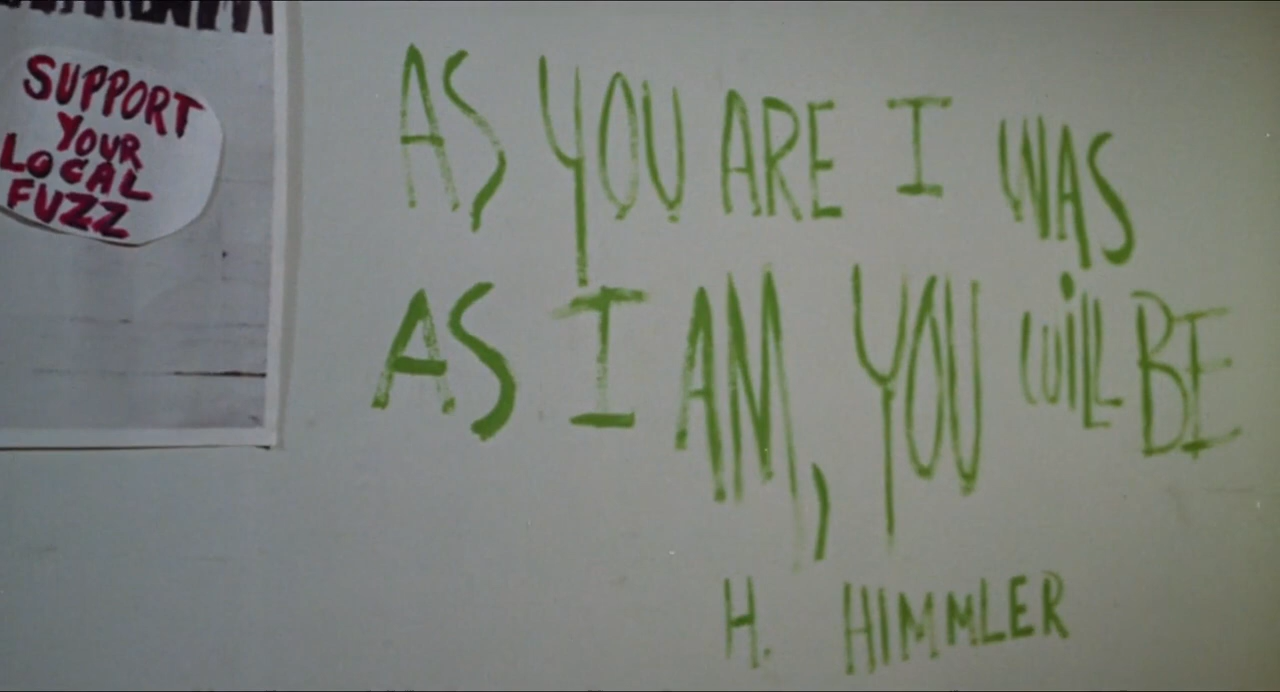 SUPPORT
YOUR
LOCAL
FUZZ
AS YOU ARE I WAS
AS I AM, YOU WiLL BE
H. HIMMLER